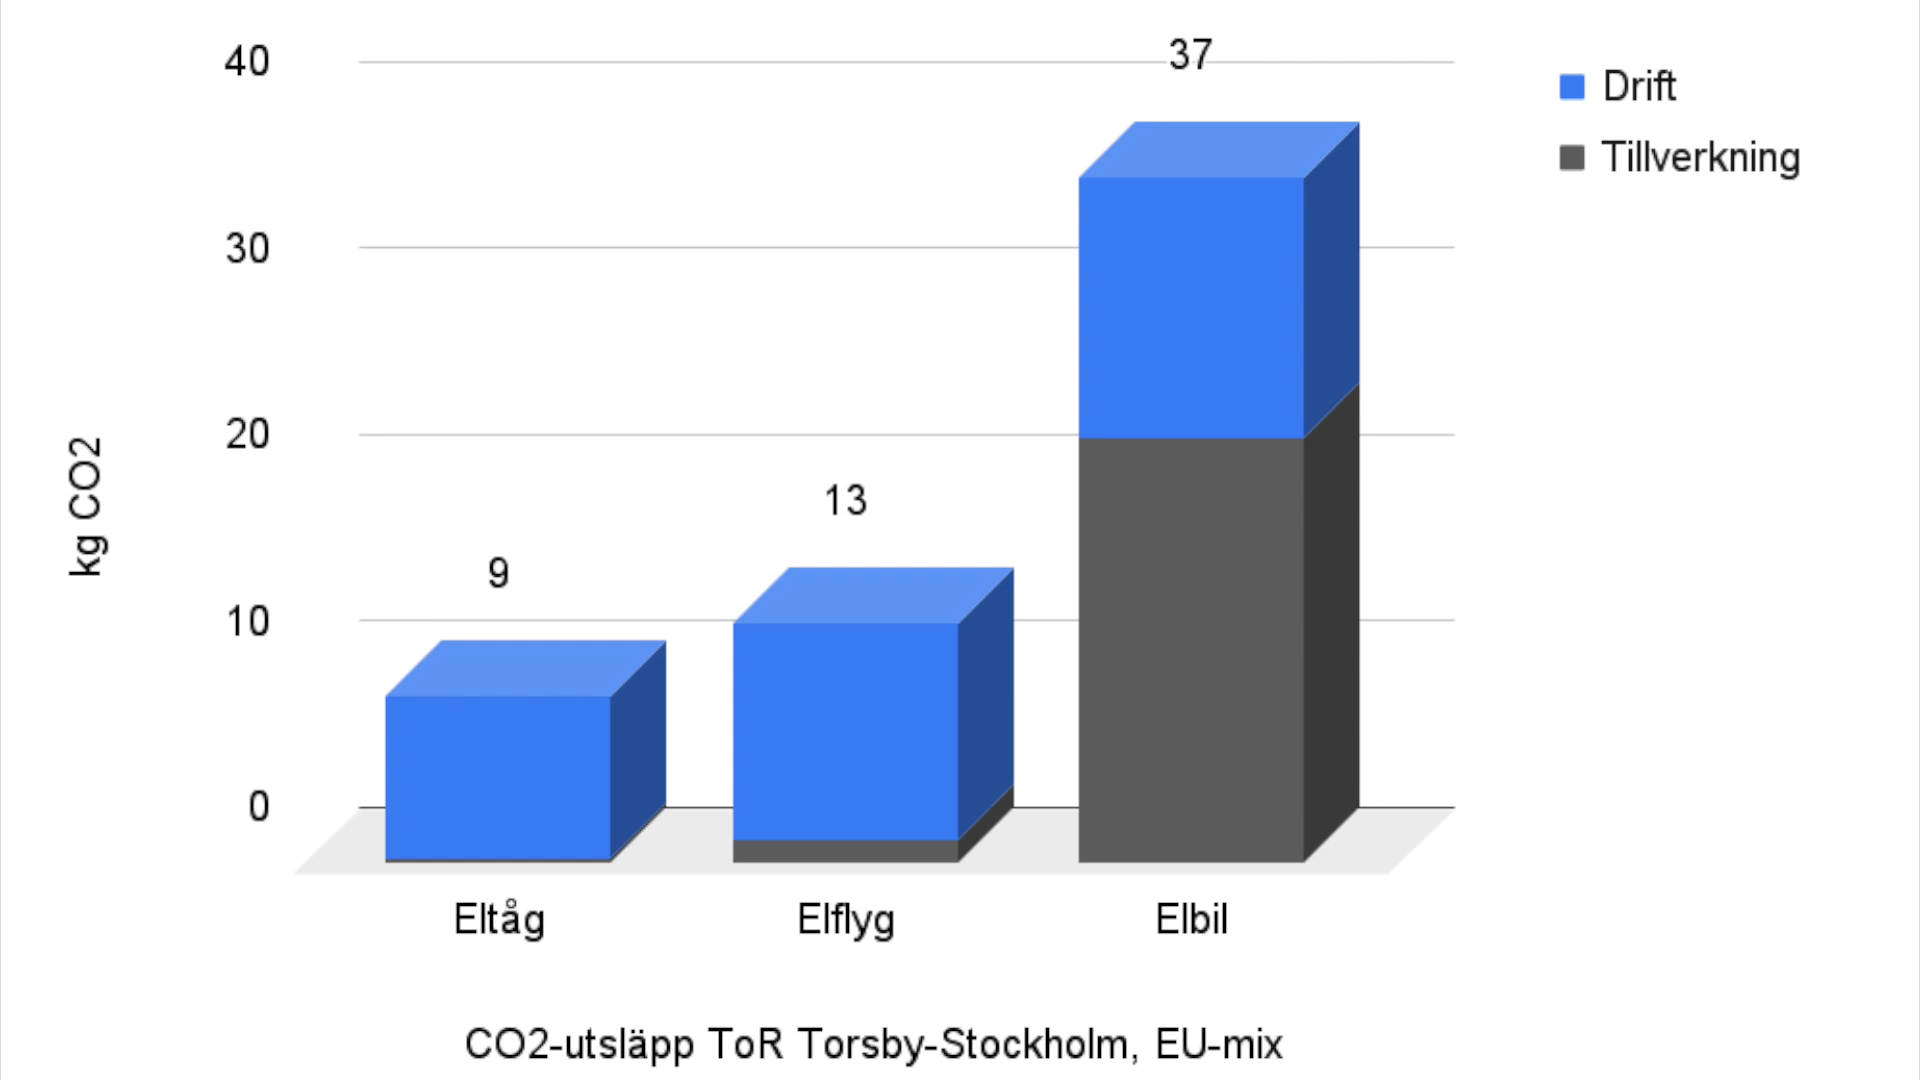 40
37
Drift
Tillverkning
30
20
kg CO2
13
9
10
0
Eltåg
Elflyg
Elbil
CO2-utsläpp ToR Torsby-Stockholm, EU-mix